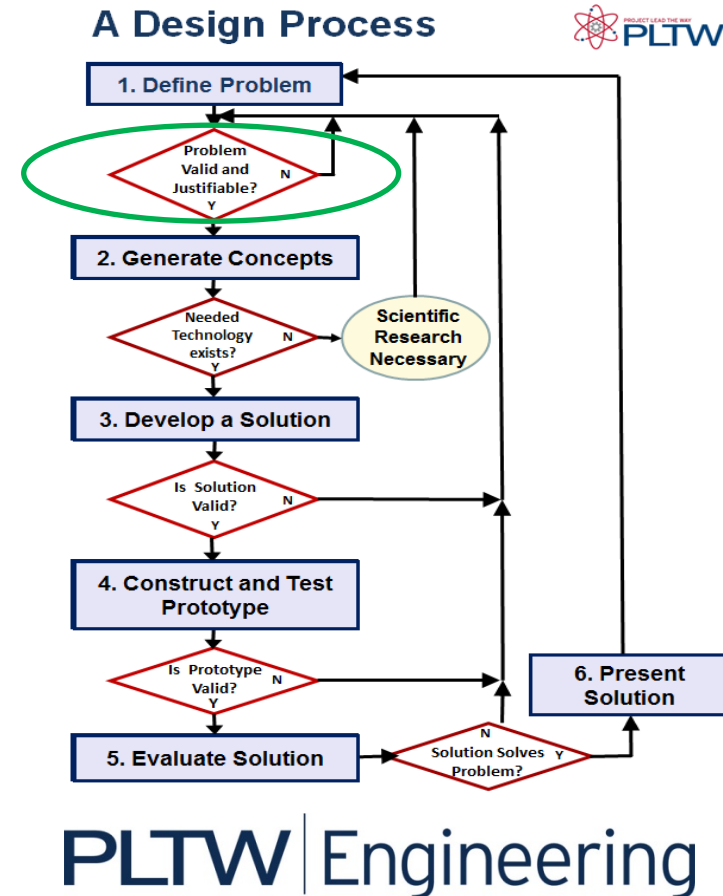 A Design Process
PROJECT LEAD THE WAY
PLTW
1. Define Problem
Problem
Valid and
Justifiable?
N
Y
2. Generate Concepts
Needed
Technology
exists?
N
Y
Scientific
Research
Necessary
3. Develop a Solution
Is Solution
Valid?
N
Y
4. Construct and Test
Prototype
Is Prototype
Valid?
N
Y
5. Evaluate Solution
N
Solution Solves
Problem?
Y
6. Present
Solution
PLTW Engineering